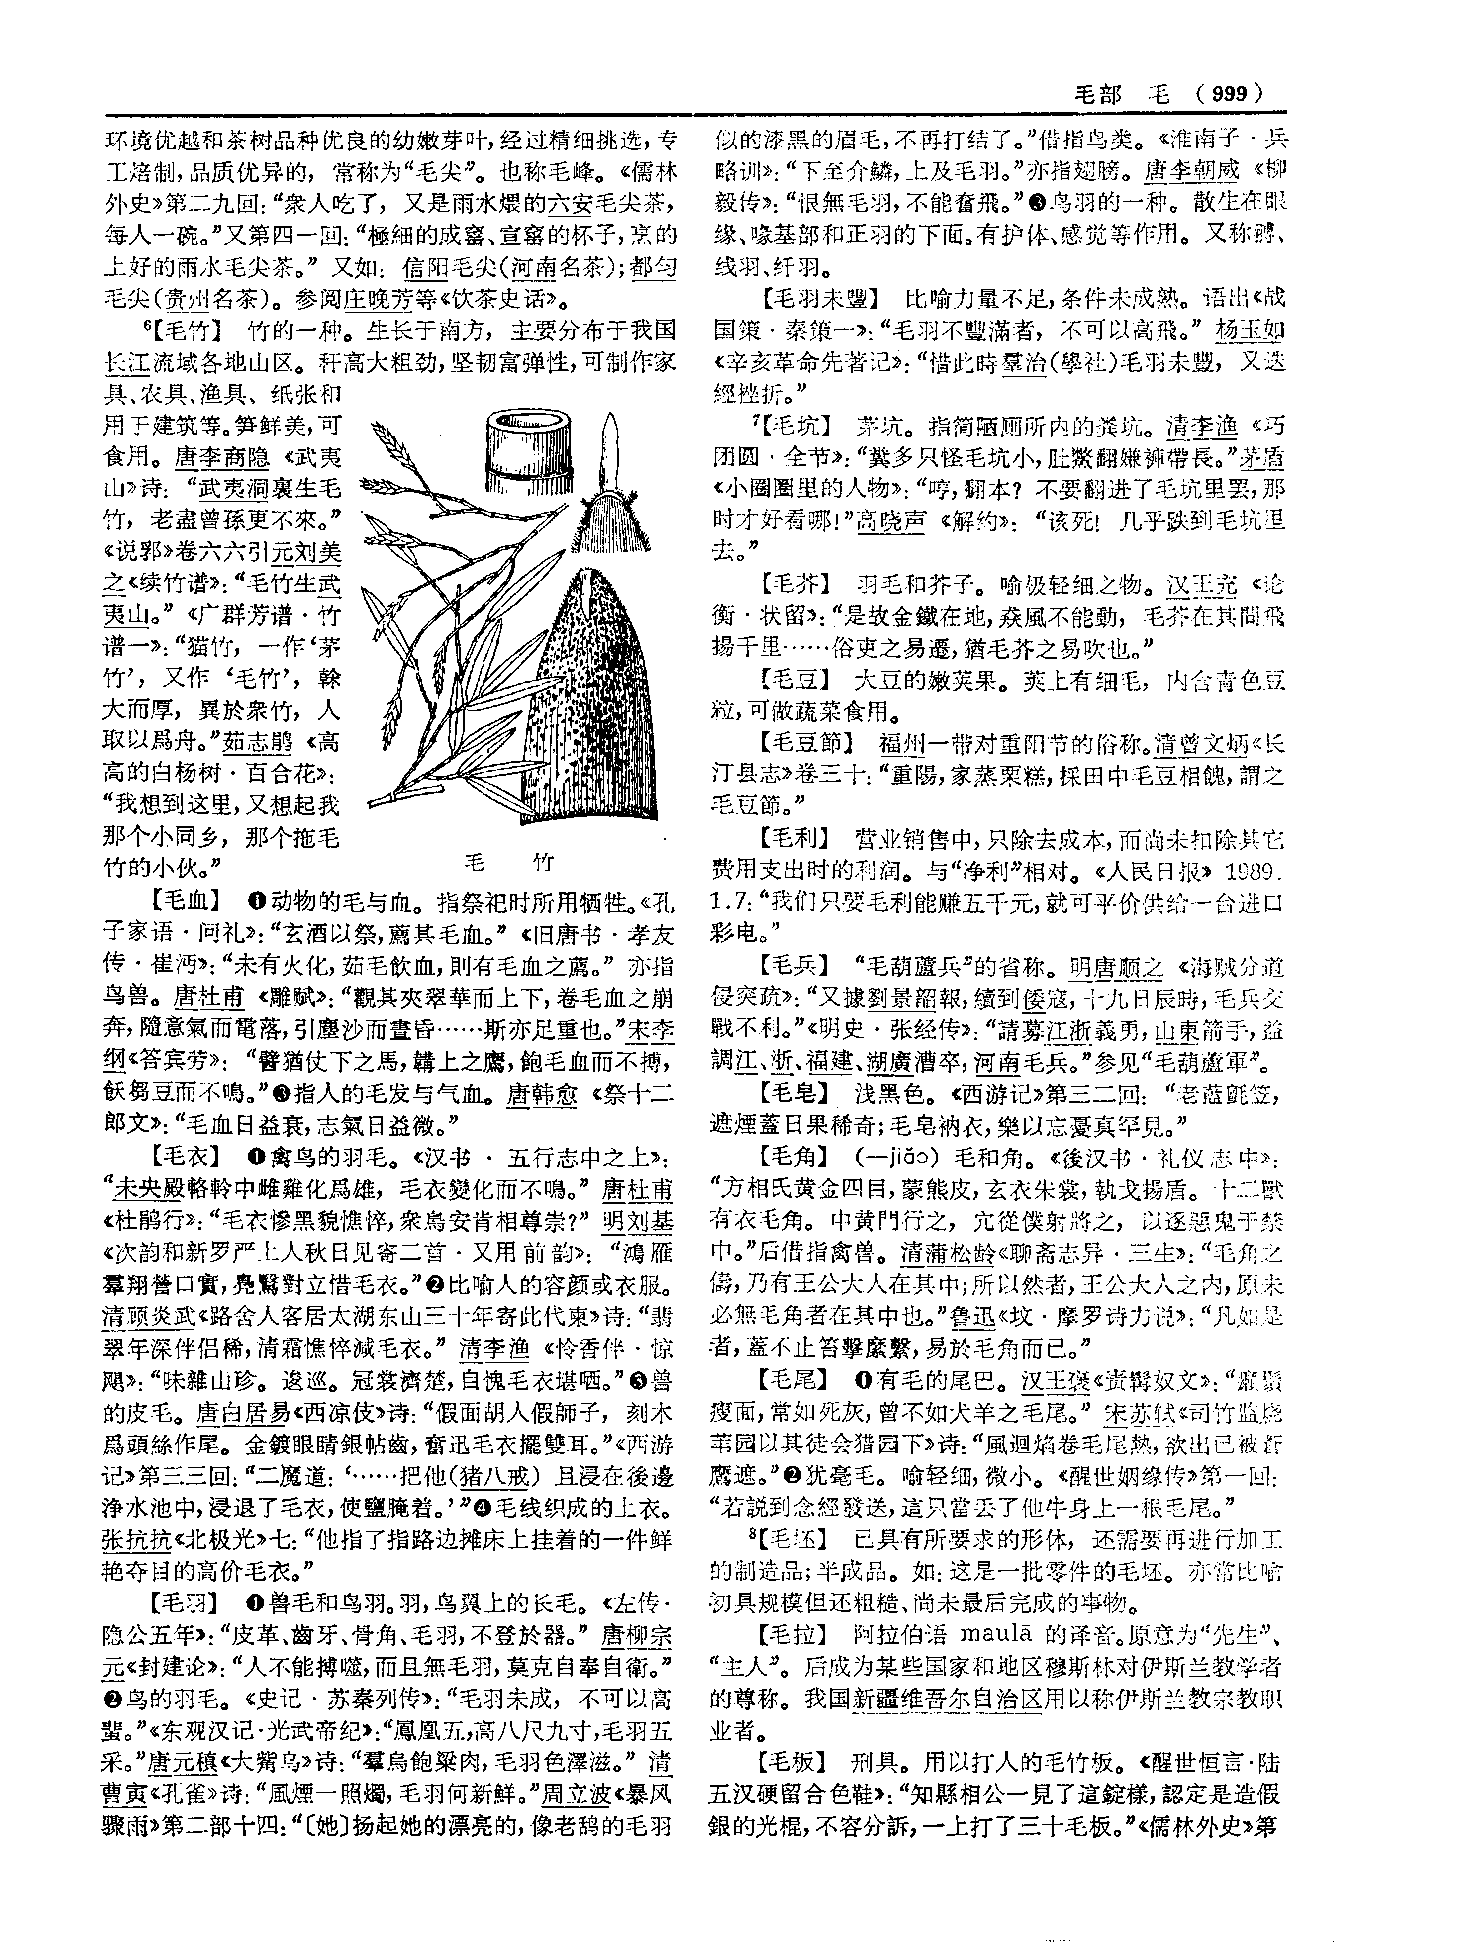 毛部　毛　（999）
环境优越和茶树品种优良的幼嫩芽叶，经过精细挑选，专
工焙制，品质优异的，常称为“毛尖”。也称毛峰。《儒林
外史》第二九回：“衆人吃了，又是雨水煨的六安毛尖茶，
每人一碗。”又第四一回：“極細的成窰、宣窰的杯子，烹的
上好的雨水毛尖茶。”又如：信阳毛尖（河南名茶）；都匀
毛尖（贵州名茶）。参阅庄晚芳等《饮茶史话》。
6【毛竹】　竹的一种。生长于南方，主要分布于我国
长江流域各地山区。秆高大粗劲，坚韧富弹性，可制作家
具、农具、渔具、纸张和
用于建筑等。笋鲜美，可
食用。唐李商隐《武夷
山》诗：“武夷洞裏生毛
竹，老盡曾孫更不來。”
《说郛》卷六六引元刘美
之《续竹谱》：“毛竹生武
夷山。”《广群芳谱·竹
谱一》：“猫竹，一作‘茅
竹’，又作‘毛竹’，榦
大而厚，異於衆竹，人
取以爲舟。”茹志鹃《高
高的白杨树·百合花》：
“我想到这里，又想起我
那个小同乡，那个拖毛
竹的小伙。”
毛　竹
【毛血】　❶动物的毛与血。指祭祀时所用牺牲。《孔
子家语·问礼》：“玄酒以祭，薦其毛血。”《旧唐书·孝友
传·崔沔》：“未有火化，茹毛飲血，則有毛血之薦。”亦指
鸟兽。唐杜甫《雕赋》：“觀其夾翠華而上下，卷毛血之崩
奔，隨意氣而電落，引塵沙而晝昏……斯亦足重也。”宋李
纲《答宾劳》：“譬猶仗下之馬，韝上之鷹，飽毛血而不搏，
飫芻豆而不鳴。”❸指人的毛发与气血。唐韩愈《祭十二
郎文》：“毛血日益衰，志氣日益微。”
【毛衣】　❶禽鸟的羽毛。《汉书·五行志中之上》：
“未央殿輅軨中雌雞化爲雄，毛衣變化而不鳴。”唐杜甫
《杜鹃行》：“毛衣慘黑貌憔悴，衆鳥安肯相尊崇？”明刘基
《次韵和新罗严上人秋日见寄二首·又用前韵》：“鴻雁
羣翔營口實，鳧鷖對立惜毛衣。”❷比喻人的容颜或衣服。
清顾炎武《路舍人客居太湖东山三十年寄此代柬》诗：“翡
翠年深伴侣稀，清霜憔悴減毛衣。”清李渔《怜香伴·惊
飓》：“味雜山珍。逡巡。冠裳濟楚，自愧毛衣堪哂。”❸兽
的皮毛。唐白居易《西凉伎》诗：“假面胡人假師子，刻木
爲頭絲作尾。金鍍眼睛銀帖齒，奮迅毛衣擺雙耳。”《西游
记》第三三回：“二魔道：‘……把他（猪八戒）且浸在後邊
净水池中，浸退了毛衣，使鹽腌着。’”❹毛线织成的上衣。
张抗抗《北极光》七：“他指了指路边摊床上挂着的一件鲜
艳夺目的高价毛衣。”
【毛羽】　❶兽毛和鸟羽。羽，鸟翼上的长毛。《左传·
隐公五年》：“皮革、齒牙、骨角、毛羽，不登於器。”唐柳宗
元《封建论》：“人不能搏噬，而且無毛羽，莫克自奉自衛。”
❷鸟的羽毛。《史记·苏秦列传》：“毛羽未成，不可以高
蜚。”《东观汉记·光武帝纪》：“鳳凰五，高八尺九寸，毛羽五
采。”唐元稹《大觜乌》诗：“羣烏飽粱肉，毛羽色澤滋。”清
曹寅《孔雀》诗：“風煙一照燭，毛羽何新鮮。”周立波《暴风
骤雨》第二部十四：“〔她〕扬起她的漂亮的，像老鸹的毛羽
似的漆黑的眉毛，不再打结了。”借指鸟类。《淮南子·兵
略训》：“下至介鱗，上及毛羽。”亦指翅膀。唐李朝威《柳
毅传》：“恨無毛羽，不能奮飛。”❸鸟羽的一种。散生在眼
缘、喙基部和正羽的下面。有护体、感觉等作用。又称髆、
线羽、纤羽。
【毛羽未豐】　比喻力量不足，条件未成熟。语出《战
国策·秦策一》：“毛羽不豐滿者，不可以高飛。”杨玉如
《辛亥革命先著记》：“惜此時羣治（學社）毛羽未豐，又迭
經挫折。”
7【毛坑】　茅坑。指简陋厕所内的粪坑。清李渔《巧
团圆·全节》：“糞多只怪毛坑小，肚鱉翻嫌褲帶長。”茅盾
《小圈圈里的人物》：“哼，翻本？不要翻进了毛坑里罢，那
时才好看哪！”高晓声《解约》：“该死！几乎跌到毛坑里
去。”
【毛芥】　羽毛和芥子。喻极轻细之物。汉王充《论
衡·状留》：“是故金鐵在地，猋風不能動，毛芥在其間，飛
揚千里……俗吏之易遷，猶毛芥之易吹也。”
【毛豆】　大豆的嫩荚果。荚上有细毛，内含青色豆
粒，可做蔬菜食用。
【毛豆節】　福州一带对重阳节的俗称。清曾文炳《长
汀县志》卷三十：“重陽，家蒸栗糕，採田中毛豆相餽，謂之
毛豆節。”
【毛利】　营业销售中，只除去成本，而尚未扣除其它
费用支出时的利润。与“净利”相对。《人民日报》1989.
1.7：“我们只要毛利能赚五千元，就可平价供给一台进口
彩电。”
【毛兵】　“毛葫蘆兵”的省称。明唐顺之《海贼分道
侵突疏》：“又據劉景韶報，續到倭寇，十九日辰時，毛兵交
戰不利。”《明史·张经传》：“請募江浙義勇，山東箭手，益
調江、浙、福建、湖廣漕卒，河南毛兵。”参见“毛葫蘆軍”。
【毛皂】　浅黑色。《西游记》第三二回：“老蓝氈笠，
遮煙蓋日果稀奇；毛皂衲衣，樂以忘憂真罕見。”
【毛角】　（—jiǎo）毛和角。《後汉书·礼仪志中》：
“方相氏黄金四目，蒙熊皮，玄衣朱裳，執戈揚盾。十二獸
有衣毛角。中黄門行之，宂從僕射將之，以逐惡鬼于禁
中。”后借指禽兽。清蒲松龄《聊斋志异·三生》：“毛角之
儔，乃有王公大人在其中；所以然者，王公大人之内，原未
必無毛角者在其中也。”鲁迅《坟·摩罗诗力说》：“凡如是
者，蓋不止笞擊縻繫，易於毛角而已。”
【毛尾】　❶有毛的尾巴。汉王褒《责髯奴文》：“癩鬚
瘦面，常如死灰，曾不如犬羊之毛尾。”宋苏轼《司竹监烧
苇园以其徒会猎园下》诗：“風迴焰卷毛尾熱，欲出已被蒼
鷹遮。”❷犹毫毛。喻轻细，微小。《醒世姻缘传》第一回：
“若説到念經發送，這只當丢了他牛身上一根毛尾。”
8【毛坯】　已具有所要求的形体，还需要再进行加工
的制造品；半成品。如：这是一批零件的毛坯。亦常比喻
初具规模但还粗糙、尚未最后完成的事物。
【毛拉】　阿拉伯语 maulā 的译音。原意为“先生”、
“主人”。后成为某些国家和地区穆斯林对伊斯兰教学者
的尊称。我国新疆维吾尔自治区用以称伊斯兰教宗教职
业者。
【毛板】　刑具。用以打人的毛竹板。《醒世恒言·陆
五汉硬留合色鞋》：“知縣相公一見了這錠樣，認定是造假
銀的光棍，不容分訴，一上打了三十毛板。”《儒林外史》第